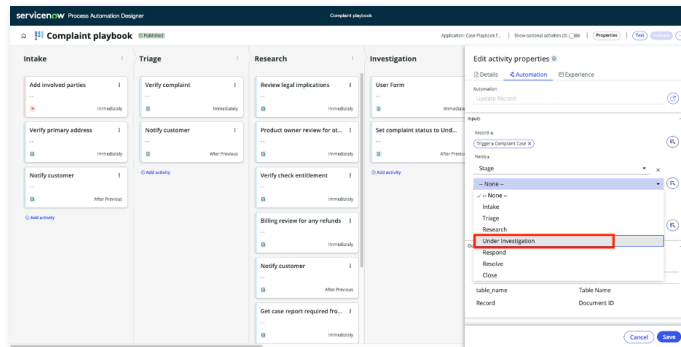 servicenow Process Automation Designer
Complaint playbook
Complaint playbook
Published
Application: Case Playbook f...
Show optional activities (0)
Properties
Test
Activate
Intake
Add involved parties
--
Immediately
Verify primary address
--
Immediately
Notify customer
--
After Previous
Add activity
Triage
Verify complaint
--
Immediately
Notify customer
--
After Previous
Add activity
Research
Review legal implications
--
Immediately
Product owner review for ot...
--
Immediately
Verify check entitlement
--
Immediately
Billing review for any refunds
--
Immediately
Notify customer
--
After Previous
Get case report required fro...
--
Immediately
Investigation
User Form
--
Immediate
Set complaint status to Und...
--
After Previous
Add activity
Edit activity properties
Details
Automation
Experience
Automation
Update Record
Inputs
Record
Trigger ▸ Complaint Case X
Fields
Stage
-- None --
✓ -- None --
Intake
Triage
Research
Under Investigation
Respond
Resolve
Close
Ou
table_name
Table Name
Record
Document ID
Cancel
Save